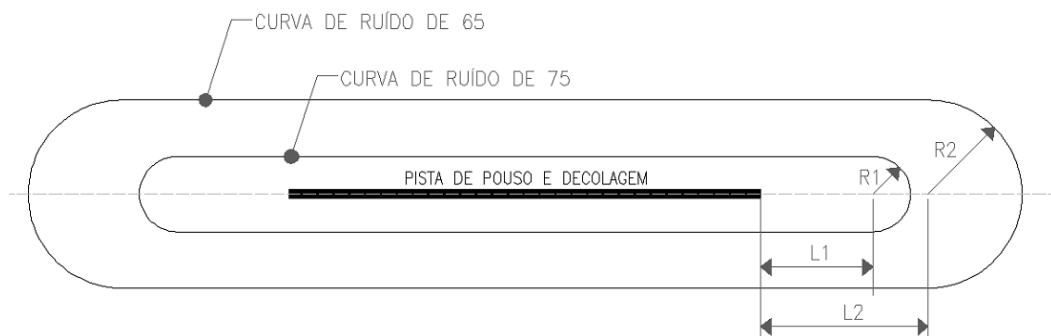 CURVA DE RUÍDO DE 65
CURVA DE RUÍDO DE 75
PISTA DE POUSO E DECOLAGEM
R1
R2
L1
L2